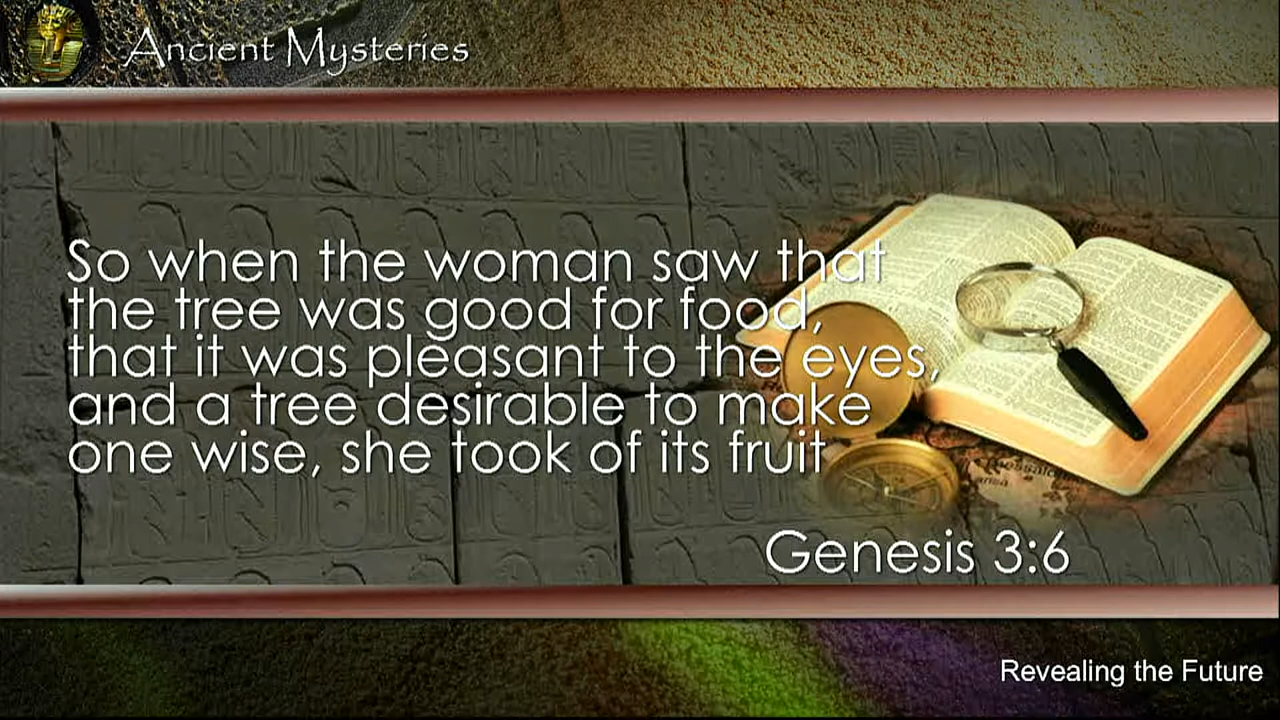 Ancient Mysteries
So when the woman saw that
the tree was good for food,
that it was pleasant to the eyes,
and a tree desirable to make
one wise, she took of its fruit
Genesis 3:6
Revealing the Future